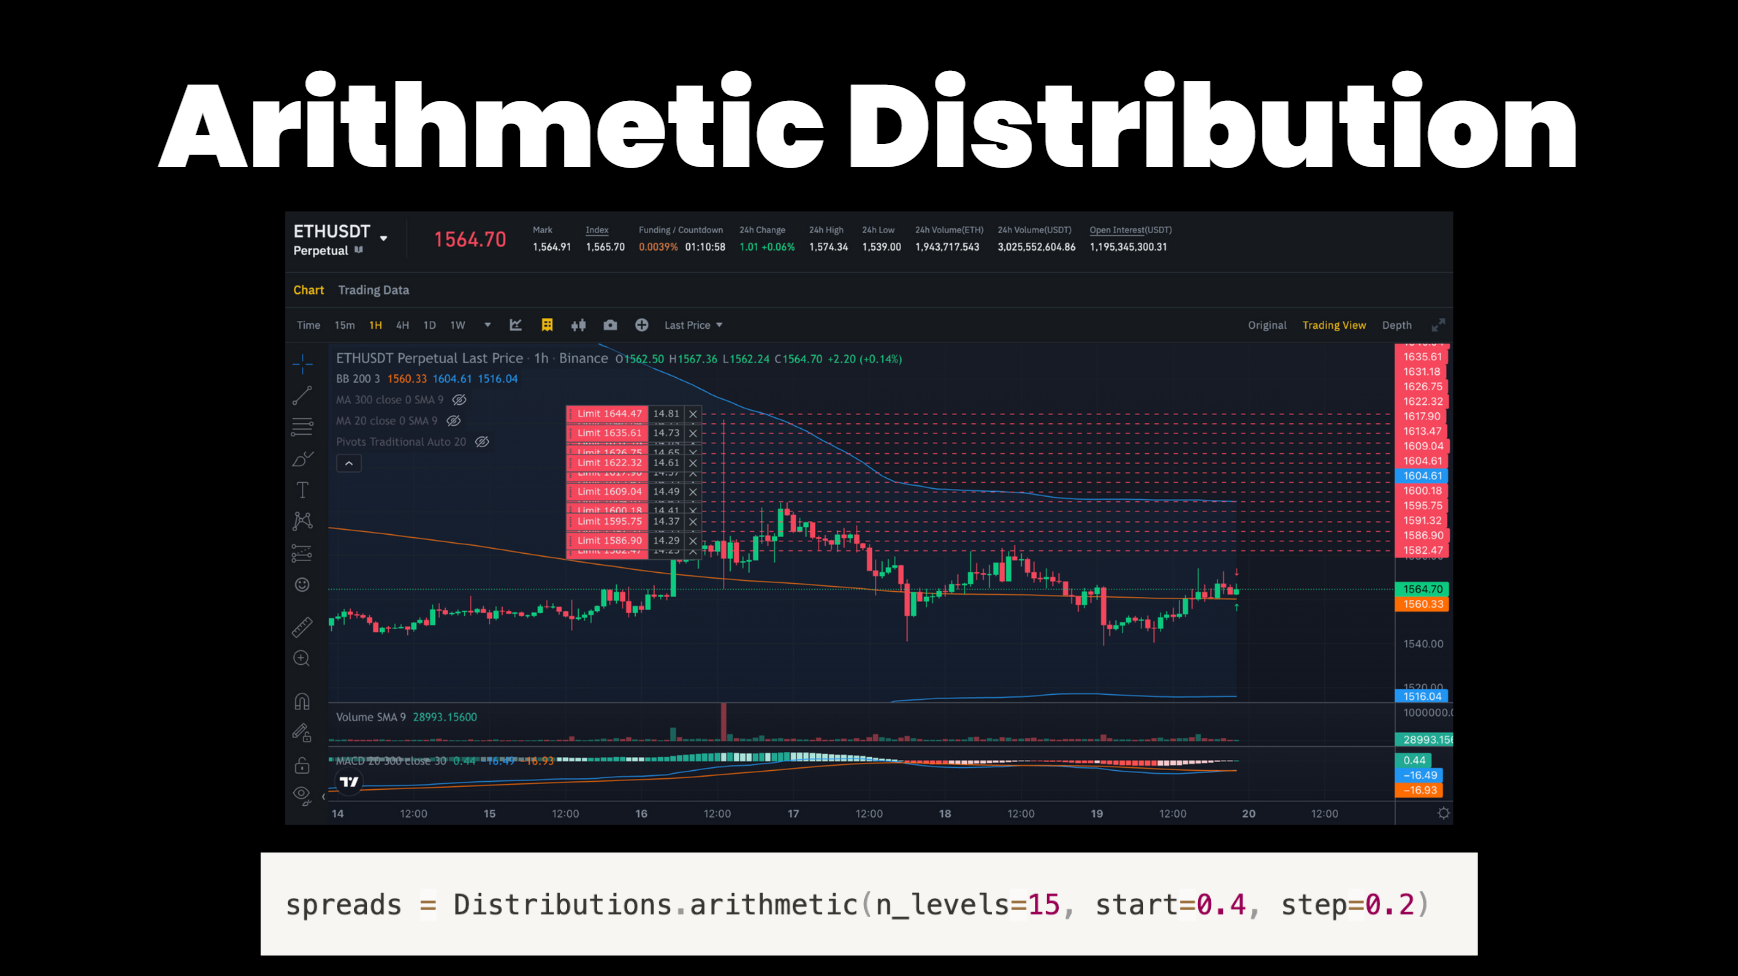 Arithmetic Distribution
ETHUSDT
Perpetual
1564.70
Mark Index Funding / Countdown 24h Change 24h High 24h Low 24h Volume(ETH) 24h Volume(USDT) Open Interest(USDT)
1,564.91 1,565.70 0.0039% 01:10:58 1.01 +0.06% 1,574.34 1,539.00 1,943,717.543 3,025,552,604.86 1,195,345,300.31
Chart Trading Data
Time 15m 1H 4H 1D 1W Last Price Original Trading View Depth
ETHUSDT Perpetual Last Price · 1h · Binance O1562.50 H1567.36 L1562.24 C1564.70 +2.20 (+0.14%)
BB 200 3 1560.33 1604.61 1516.04
MA 300 close 0 SMA 9
MA 20 close 0 SMA 9
Pivots Traditional Auto 20
Limit 1644.47 14.81
Limit 1635.61 14.73
Limit 1626.75 14.65
Limit 1622.32 14.61
Limit 1617.90 14.57
Limit 1609.04 14.49
Limit 1600.18 14.41
Limit 1595.75 14.37
Limit 1586.90 14.29
Limit 1582.47 14.25
1635.61
1631.18
1626.75
1622.32
1617.90
1613.47
1609.04
1604.61
1604.61
1600.18
1595.75
1591.32
1586.90
1582.47
1564.70
1560.33
1540.00
1520.00
1516.04
Volume SMA 9 28993.15600
1000000.0
28993.156
MACD 20 300 close 30 0.44 -16.49 -16.93
0.44
−16.49
−16.93
14 12:00 15 12:00 16 12:00 17 12:00 18 12:00 19 12:00 20 12:00
spreads = Distributions.arithmetic(n_levels=15, start=0.4, step=0.2)